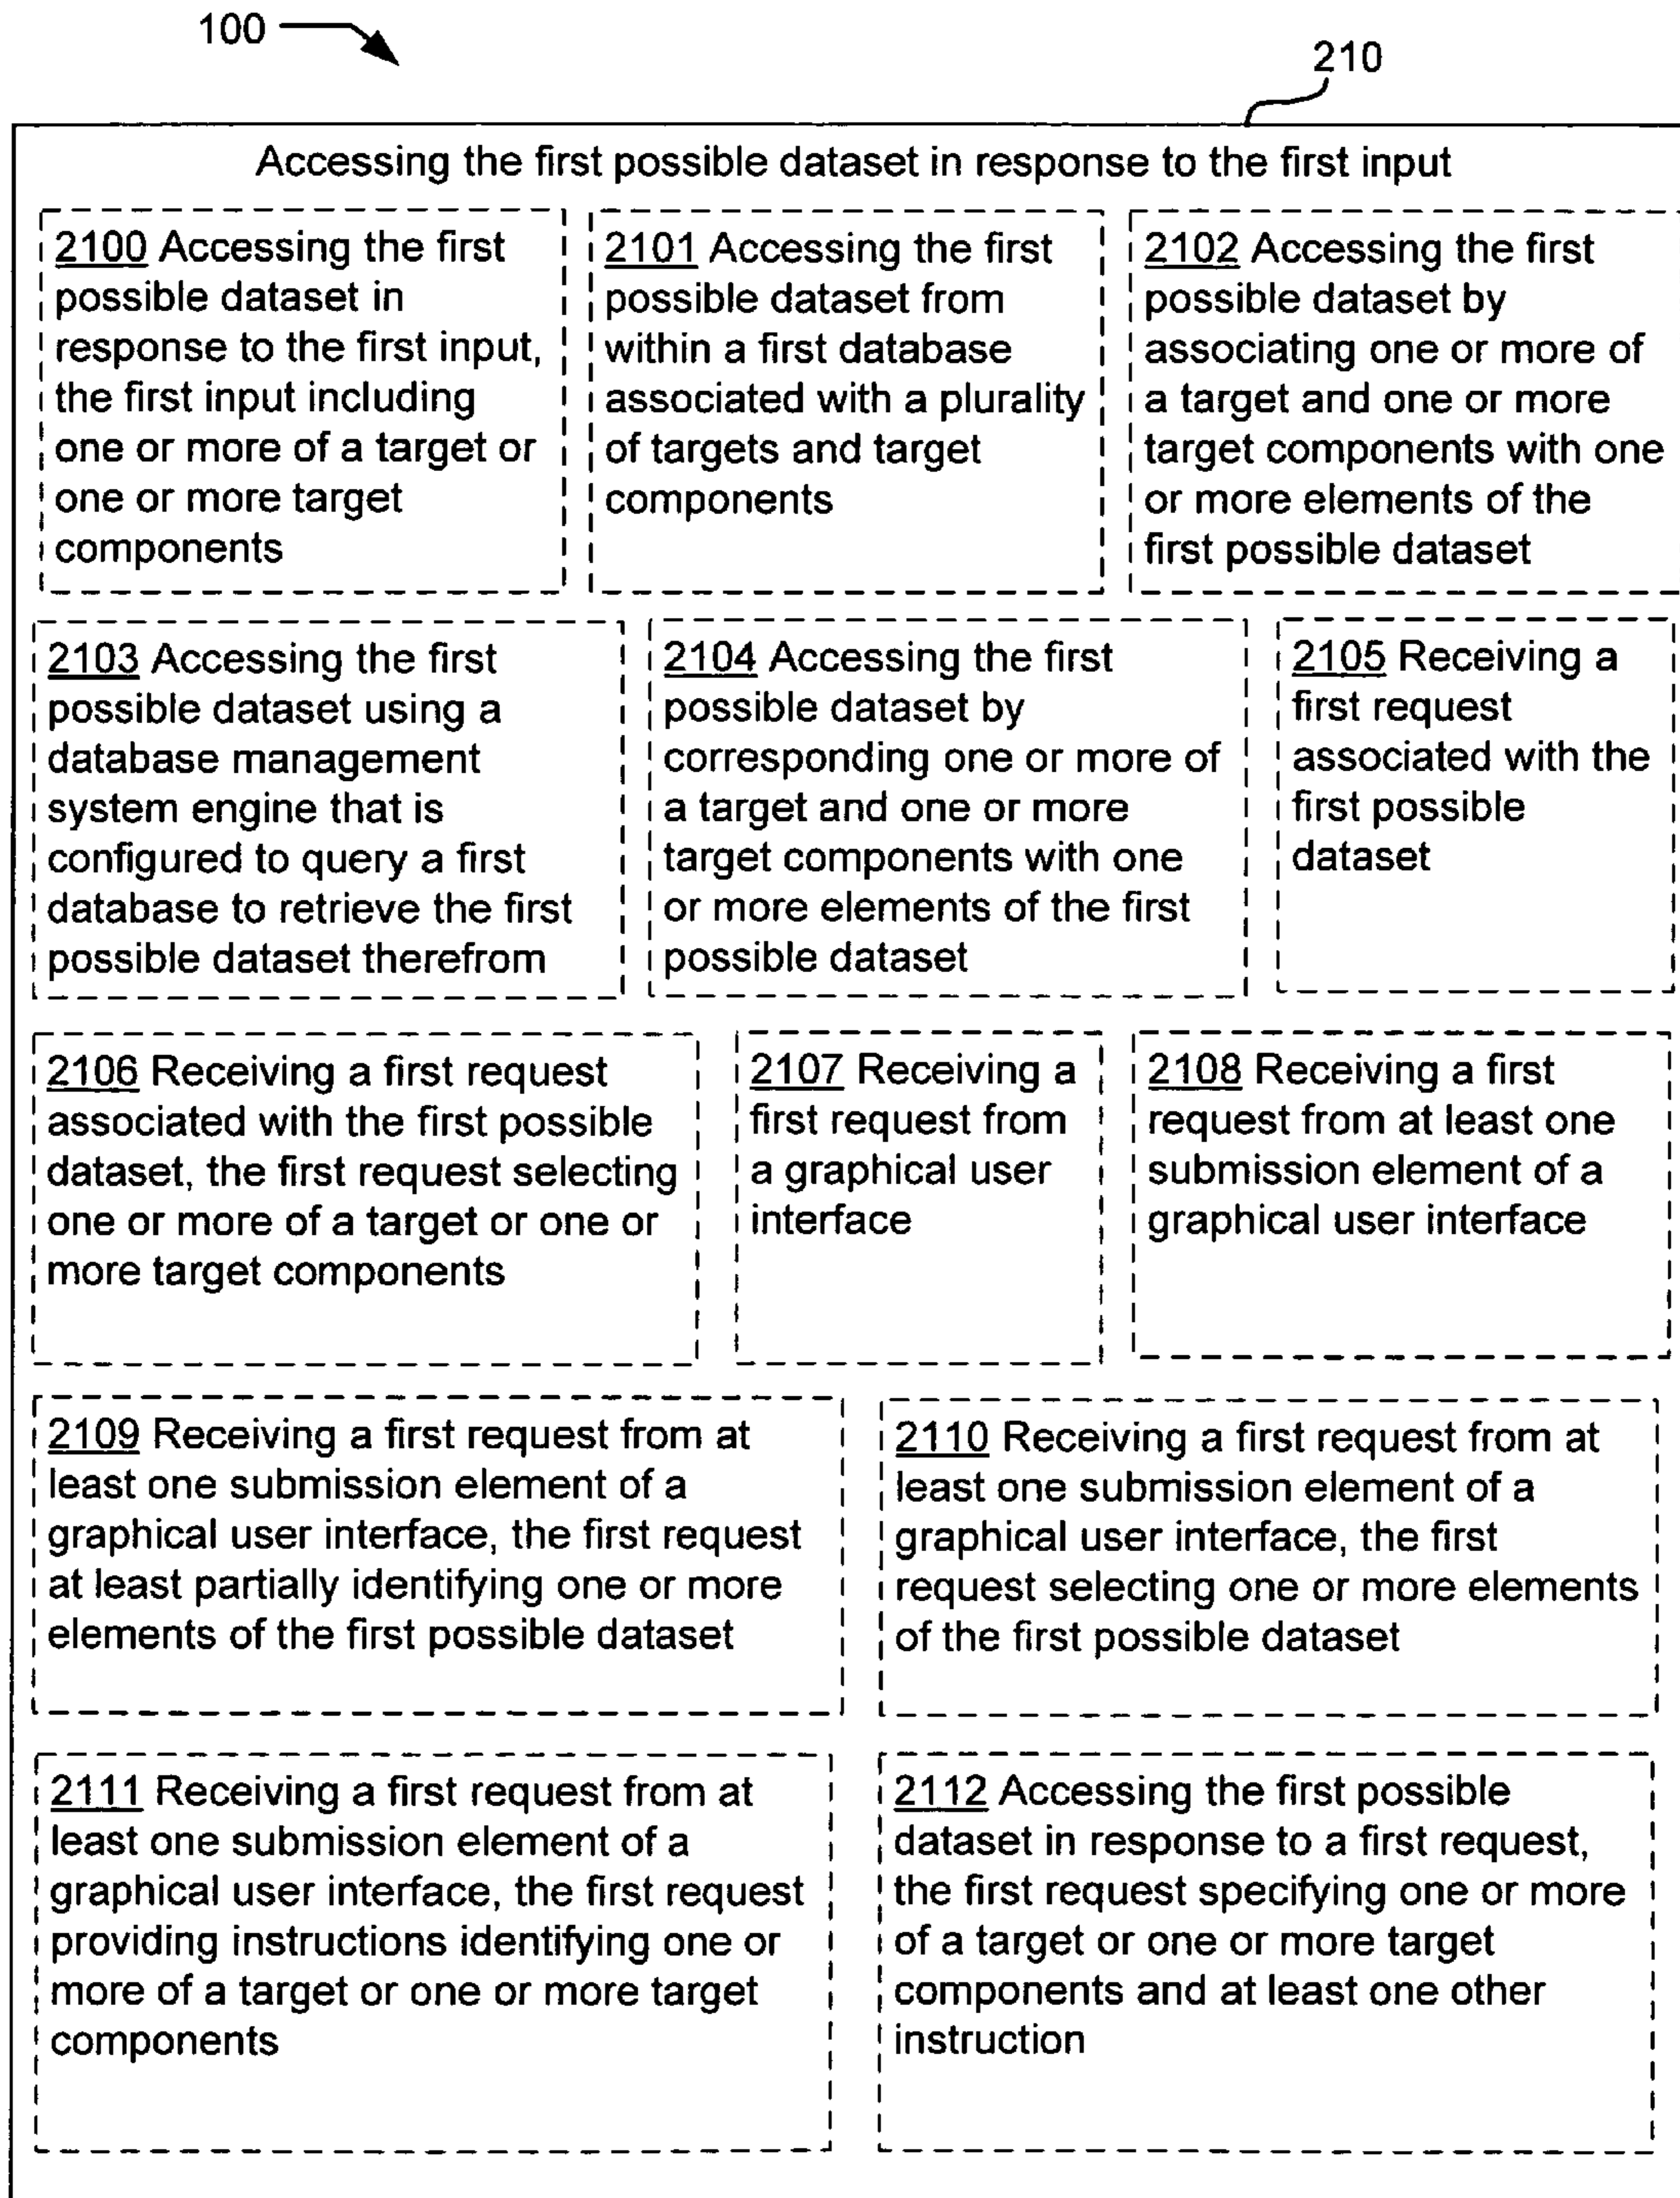 100
210
Accessing the first possible dataset in response to the first input
2100 Accessing the first
possible dataset in
response to the first input,
the first input including
one or more of a target or
one or more target
components
2101 Accessing the first
possible dataset from
within a first database
associated with a plurality
of targets and target
components
2102 Accessing the first
possible dataset by
associating one or more of
a target and one or more
target components with one
or more elements of the
first possible dataset
2103 Accessing the first
possible dataset using a
database management
system engine that is
configured to query a first
database to retrieve the first
possible dataset therefrom
2104 Accessing the first
possible dataset by
corresponding one or more of
a target and one or more
target components with one
or more elements of the first
possible dataset
2105 Receiving a
first request
associated with the
first possible
dataset
2106 Receiving a first request
associated with the first possible
dataset, the first request selecting
one or more of a target or one or
more target components
2107 Receiving a
first request from
a graphical user
interface
2108 Receiving a first
request from at least one
submission element of a
graphical user interface
2109 Receiving a first request from at
least one submission element of a
graphical user interface, the first request
at least partially identifying one or more
elements of the first possible dataset
2110 Receiving a first request from at
least one submission element of a
graphical user interface, the first
request selecting one or more elements
of the first possible dataset
2111 Receiving a first request from at
least one submission element of a
graphical user interface, the first request
providing instructions identifying one or
more of a target or one or more target
components
2112 Accessing the first possible
dataset in response to a first request,
the first request specifying one or more
of a target or one or more target
components and at least one other
instruction